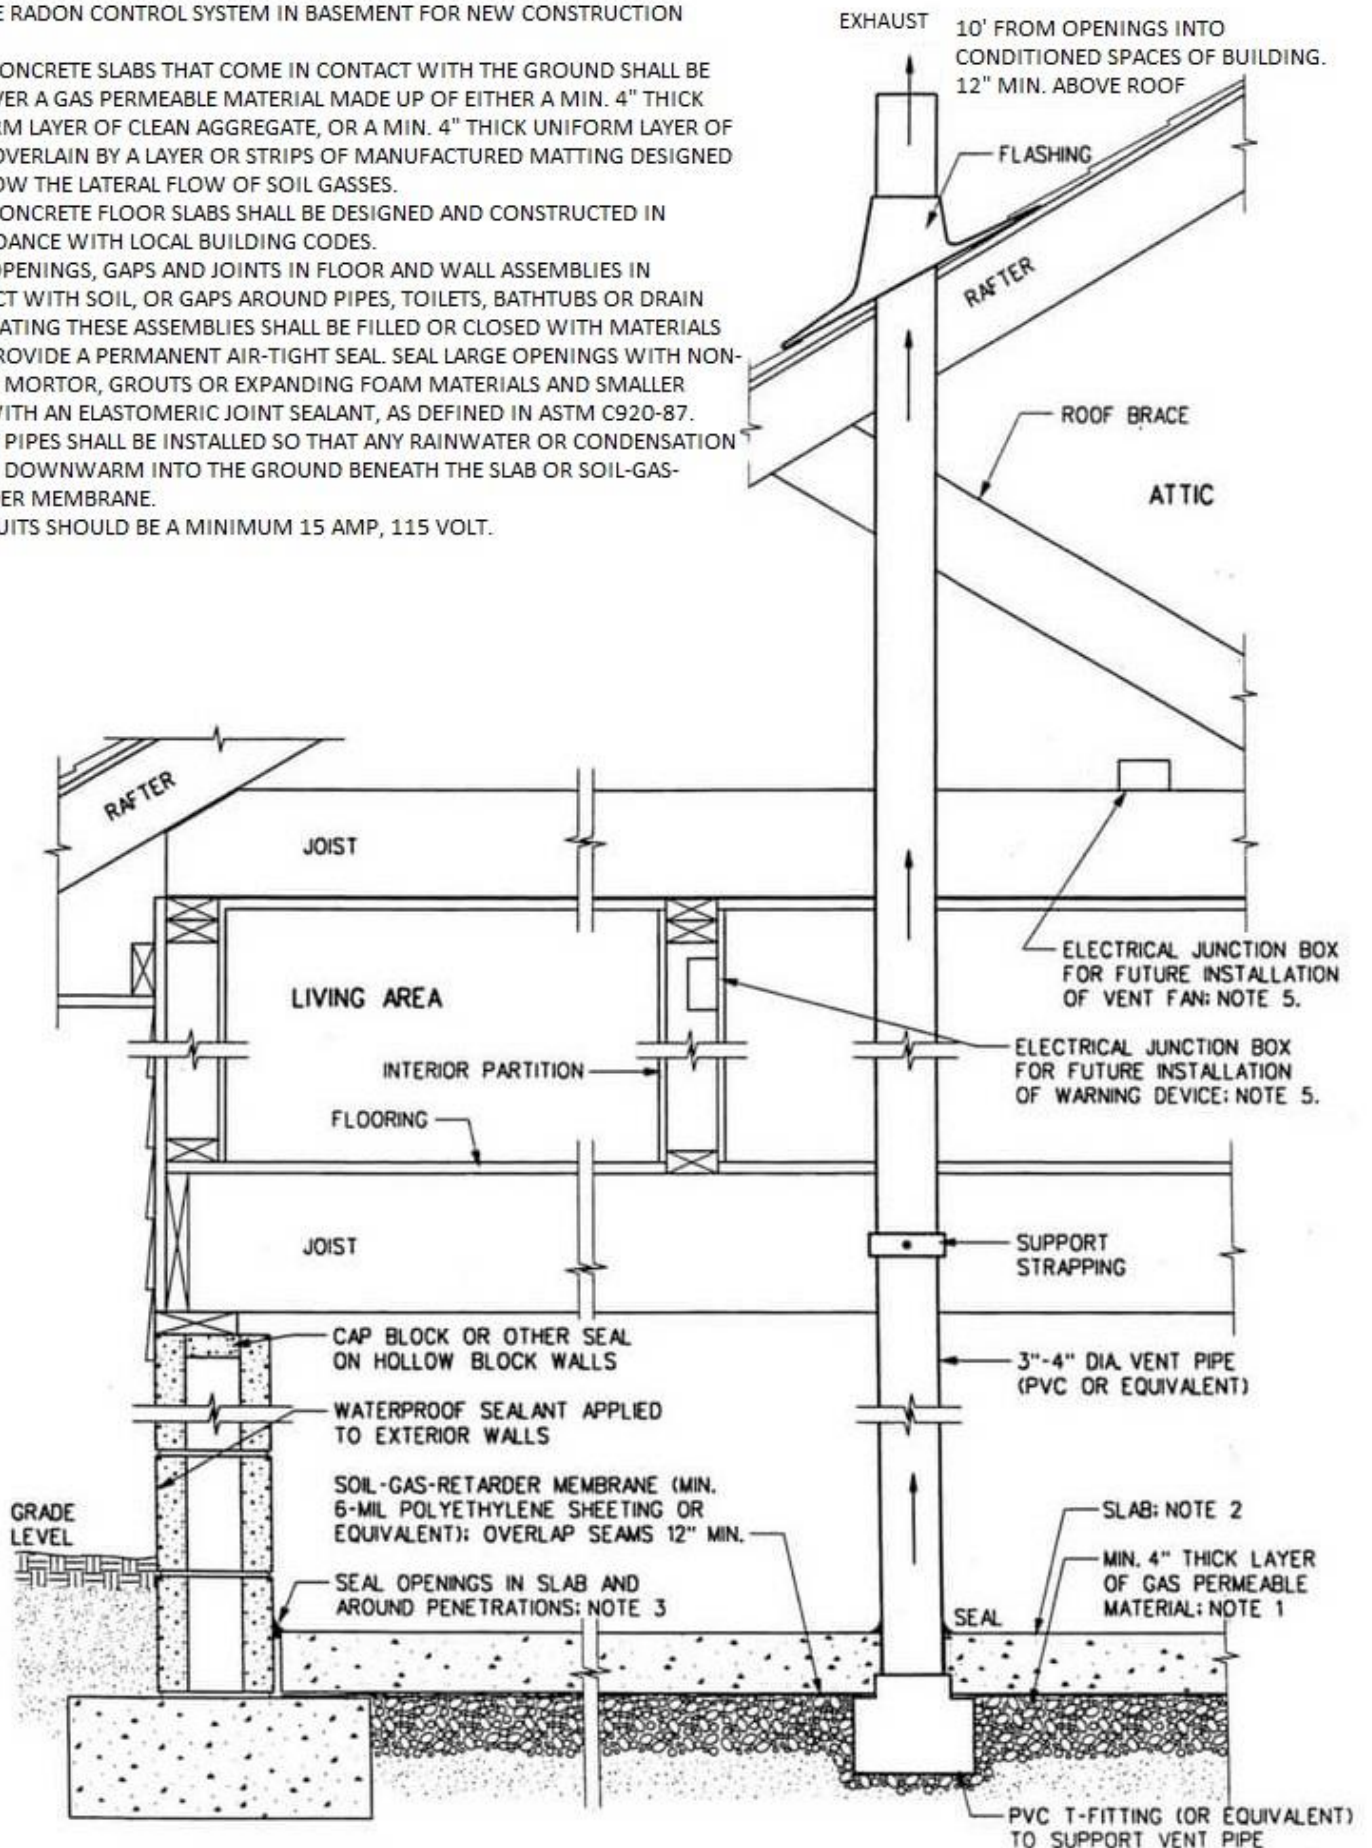 E RADON CONTROL SYSTEM IN BASEMENT FOR NEW CONSTRUCTION
ONCRETE SLABS THAT COME IN CONTACT WITH THE GROUND SHALL BE
VER A GAS PERMEABLE MATERIAL MADE UP OF EITHER A MIN. 4" THICK
RM LAYER OF CLEAN AGGREGATE, OR A MIN. 4" THICK UNIFORM LAYER OF
OVERLAIN BY A LAYER OR STRIPS OF MANUFACTURED MATTING DESIGNED
OW THE LATERAL FLOW OF SOIL GASSES.
ONCRETE FLOOR SLABS SHALL BE DESIGNED AND CONSTRUCTED IN
DANCE WITH LOCAL BUILDING CODES.
OPENINGS, GAPS AND JOINTS IN FLOOR AND WALL ASSEMBLIES IN
CT WITH SOIL, OR GAPS AROUND PIPES, TOILETS, BATHTUBS OR DRAIN
ATING THESE ASSEMBLIES SHALL BE FILLED OR CLOSED WITH MATERIALS
ROVIDE A PERMANENT AIR-TIGHT SEAL. SEAL LARGE OPENINGS WITH NON-
MORTOR, GROUTS OR EXPANDING FOAM MATERIALS AND SMALLER
WITH AN ELASTOMERIC JOINT SEALANT, AS DEFINED IN ASTM C920-87.
PIPES SHALL BE INSTALLED SO THAT ANY RAINWATER OR CONDENSATION
DOWNWARM INTO THE GROUND BENEATH THE SLAB OR SOIL-GAS-
ER MEMBRANE.
UITS SHOULD BE A MINIMUM 15 AMP, 115 VOLT.
EXHAUST
10' FROM OPENINGS INTO
CONDITIONED SPACES OF BUILDING.
12" MIN. ABOVE ROOF
FLASHING
RAFTER
ROOF BRACE
ATTIC
RAFTER
JOIST
ELECTRICAL JUNCTION BOX
FOR FUTURE INSTALLATION
OF VENT FAN; NOTE 5.
LIVING AREA
ELECTRICAL JUNCTION BOX
FOR FUTURE INSTALLATION
OF WARNING DEVICE; NOTE 5.
INTERIOR PARTITION
FLOORING
JOIST
SUPPORT
STRAPPING
CAP BLOCK OR OTHER SEAL
ON HOLLOW BLOCK WALLS
3"-4" DIA. VENT PIPE
(PVC OR EQUIVALENT)
WATERPROOF SEALANT APPLIED
TO EXTERIOR WALLS
SOIL-GAS-RETARDER MEMBRANE (MIN.
6-MIL POLYETHYLENE SHEETING OR
EQUIVALENT); OVERLAP SEAMS 12" MIN.
GRADE
LEVEL
SLAB; NOTE 2
MIN. 4" THICK LAYER
OF GAS PERMEABLE
MATERIAL; NOTE 1
SEAL OPENINGS IN SLAB AND
AROUND PENETRATIONS; NOTE 3
SEAL
PVC T-FITTING (OR EQUIVALENT)
TO SUPPORT VENT PIPE